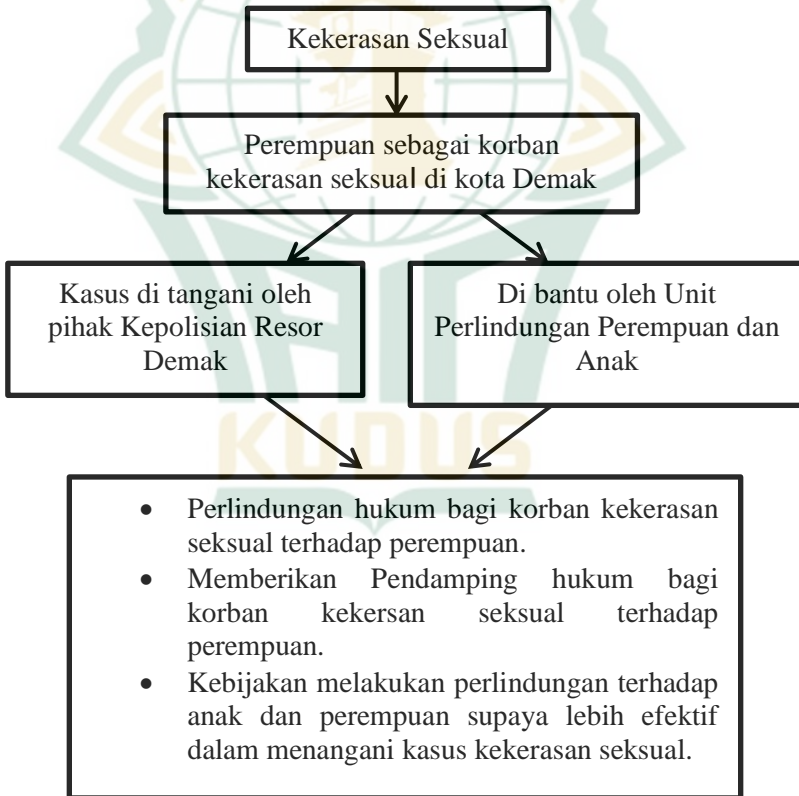 Kekerasan Seksual
Perempuan sebagai korban
kekerasan seksual di kota Demak
Kasus di tangani oleh
pihak Kepolisian Resor
Demak
Di bantu oleh Unit
Perlindungan Perempuan dan
Anak
KUDUS
• Perlindungan hukum bagi korban kekerasan
seksual terhadap perempuan.
• Memberikan Pendamping hukum bagi
korban kekersan seksual terhadap
perempuan.
• Kebijakan melakukan perlindungan terhadap
anak dan perempuan supaya lebih efektif
dalam menangani kasus kekerasan seksual.